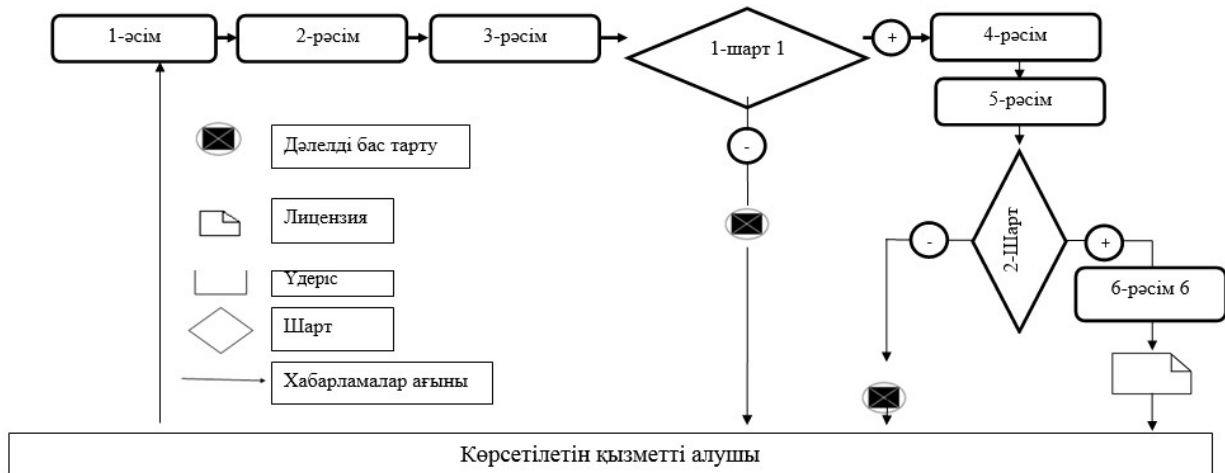 1-әсім
2-рәсім
3-рәсім
1-шарт 1
+
4-рәсім
5-рәсім
-
2-Шарт
-
+
6-рәсім 6
Дәлелді бас тарту
Лицензия
Үдеріс
Шарт
Хабарламалар ағыны
Көрсетілетін қызметті алушы